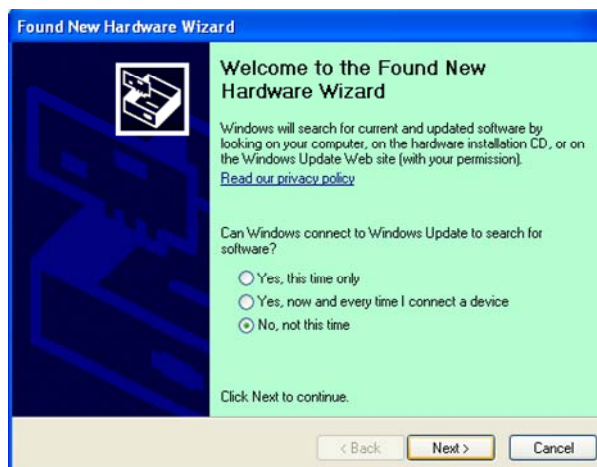 Found New Hardware Wizard
Welcome to the Found New
Hardware Wizard
Windows will search for current and updated software by
looking on your computer, on the hardware installation CD, or on
the Windows Update Web site (with your permission).
Read our privacy policy
Can Windows connect to Windows Update to search for
software?
Yes, this time only
Yes, now and every time I connect a device
No, not this time
Click Next to continue.
< Back Next > Cancel